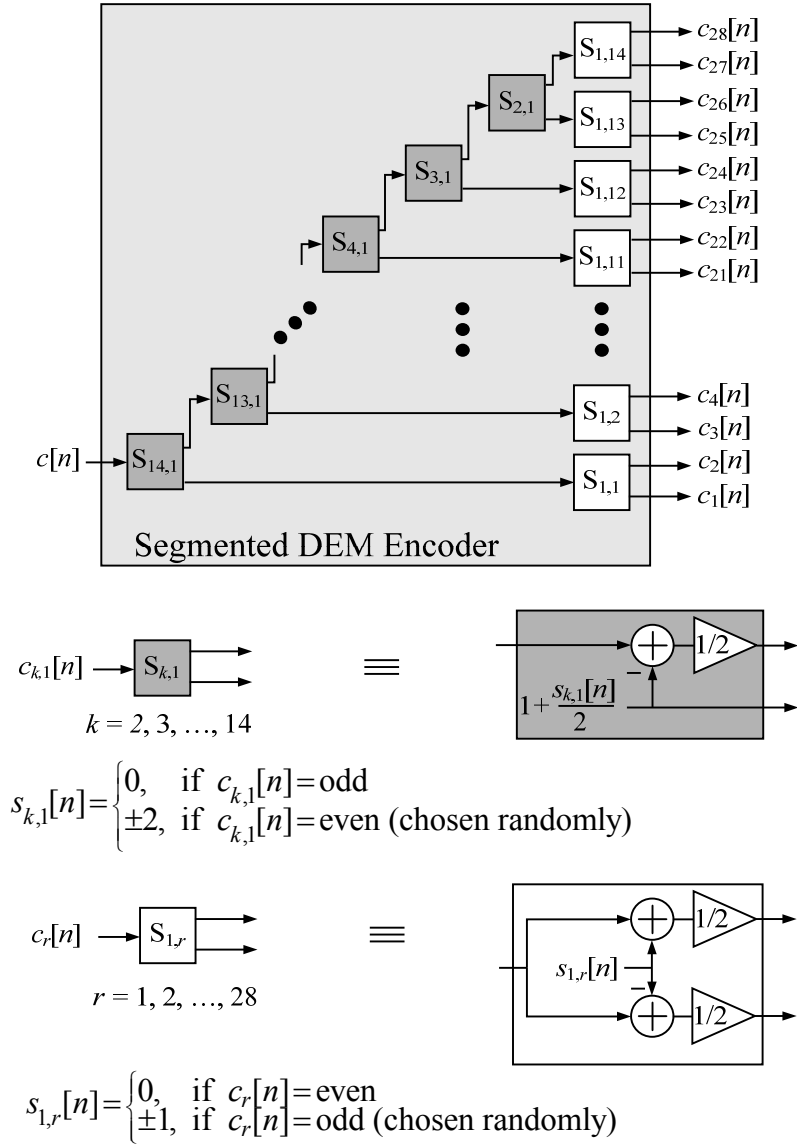 c28[n]
S1,14
c27[n]
c26[n]
S2,1
S1,13
c25[n]
c24[n]
S3,1
S1,12
c23[n]
c22[n]
S4,1
S1,11
c21[n]
S13,1
c4[n]
S1,2
c3[n]
c[n]
S14,1
c2[n]
S1,1
c1[n]
Segmented DEM Encoder
ck,1[n]
Sk,1
≡
+
1/2
−
1+ sk,1[n]/2
k = 2, 3, …, 14
sk,1[n]= { 0, if ck,1[n]=odd
±2, if ck,1[n]=even (chosen randomly)
cr[n]
S1,r
≡
+
1/2
s1,r[n]
−
+
1/2
r = 1, 2, …, 28
s1,r[n]= { 0, if cr[n]=even
±1, if cr[n]=odd (chosen randomly)